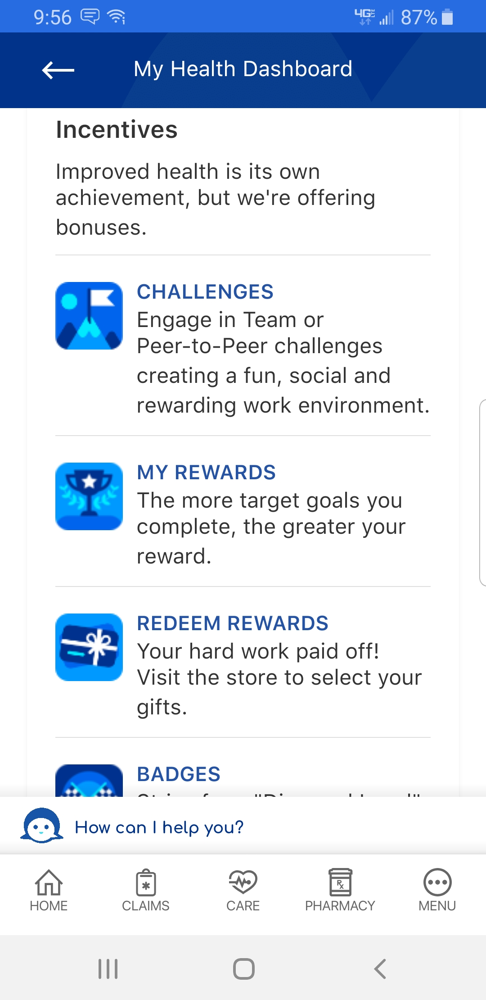 9:56
4G LTE 87%
My Health Dashboard
Incentives
Improved health is its own
achievement, but we're offering
bonuses.
CHALLENGES
Engage in Team or
Peer-to-Peer challenges
creating a fun, social and
rewarding work environment.
MY REWARDS
The more target goals you
complete, the greater your
reward.
REDEEM REWARDS
Your hard work paid off!
Visit the store to select your
gifts.
BADGES
How can I help you?
HOME
CLAIMS
CARE
Rx
PHARMACY
MENU